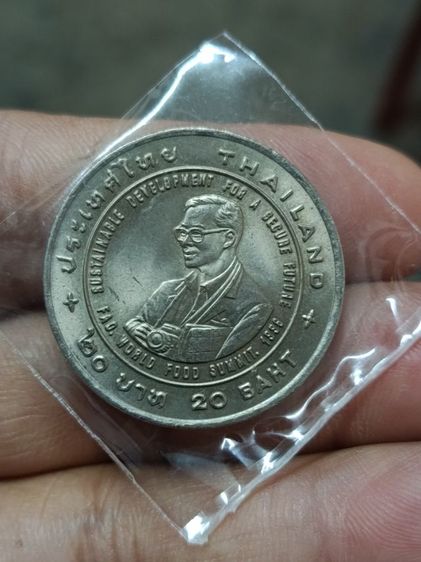 ประเทศไทย THAILAND
SUSTAINABLE DEVELOPMENT FOR A SECURE FUTURE
FAO. WORLD FOOD SUMMIT. 1996
๒๐ บาท 20 BAHT